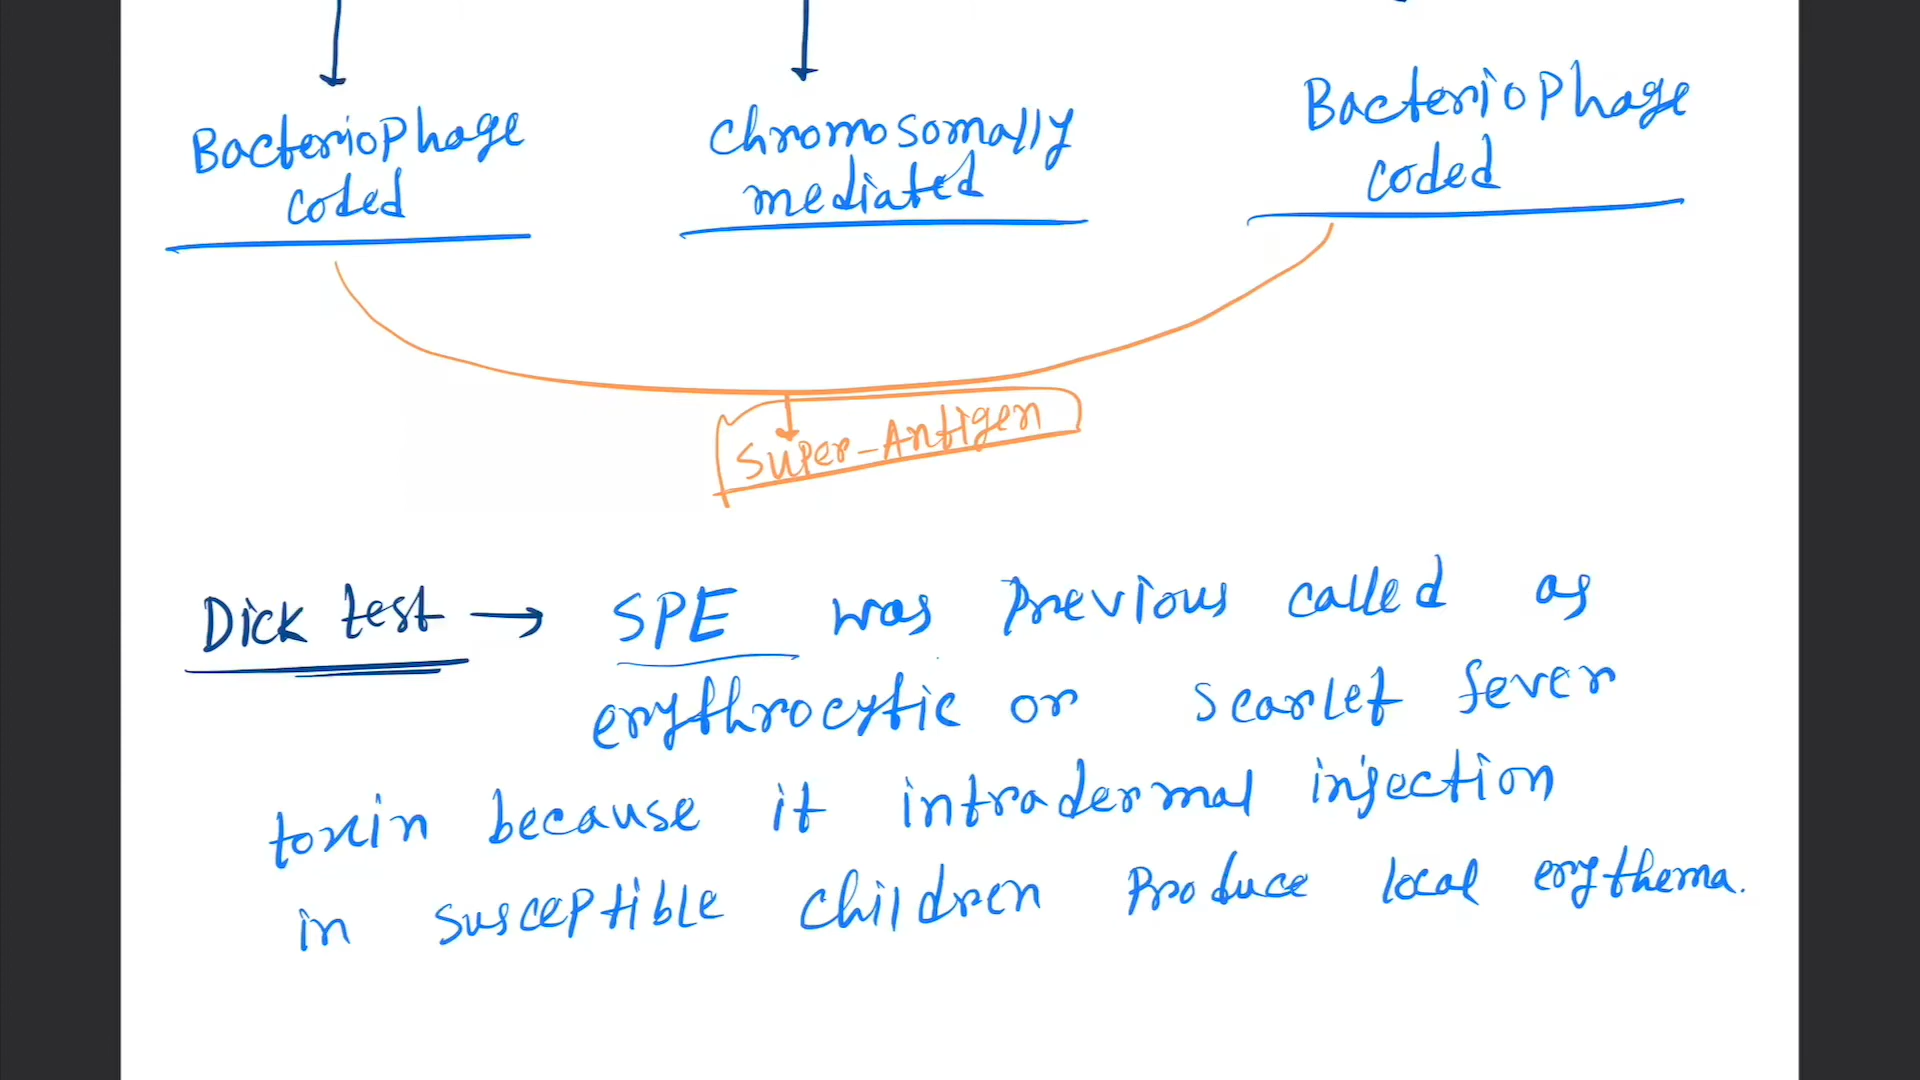 BacterioPhage
coded
chromosomally
mediated
BacterioPhage
coded
Super-Antigen
Dick test → SPE was Previous called as
erythrocytic or scarlet fever
toxin because it intradermal injection
in susceptible children Produce local erythema.